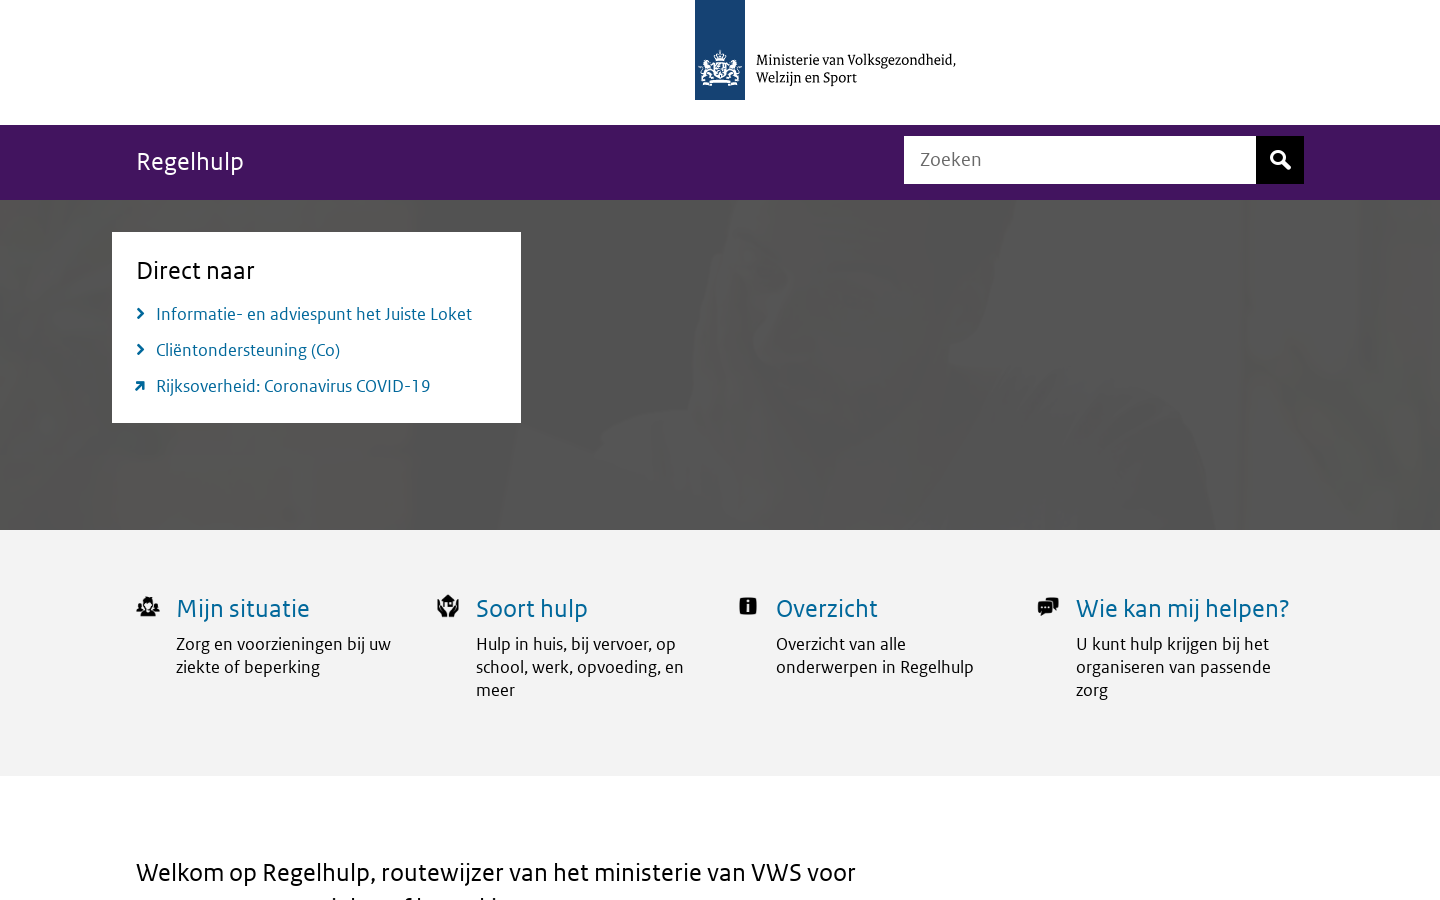 Ministerie van Volksgezondheid,
Welzijn en Sport
Regelhulp
Zoeken
Direct naar
Informatie- en adviespunt het Juiste Loket
Cliëntondersteuning (Co)
Rijksoverheid: Coronavirus COVID-19
Mijn situatie
Zorg en voorzieningen bij uw
ziekte of beperking
Soort hulp
Hulp in huis, bij vervoer, op
school, werk, opvoeding, en
meer
Overzicht
Overzicht van alle
onderwerpen in Regelhulp
Wie kan mij helpen?
U kunt hulp krijgen bij het
organiseren van passende
zorg
Welkom op Regelhulp, routewijzer van het ministerie van VWS voor